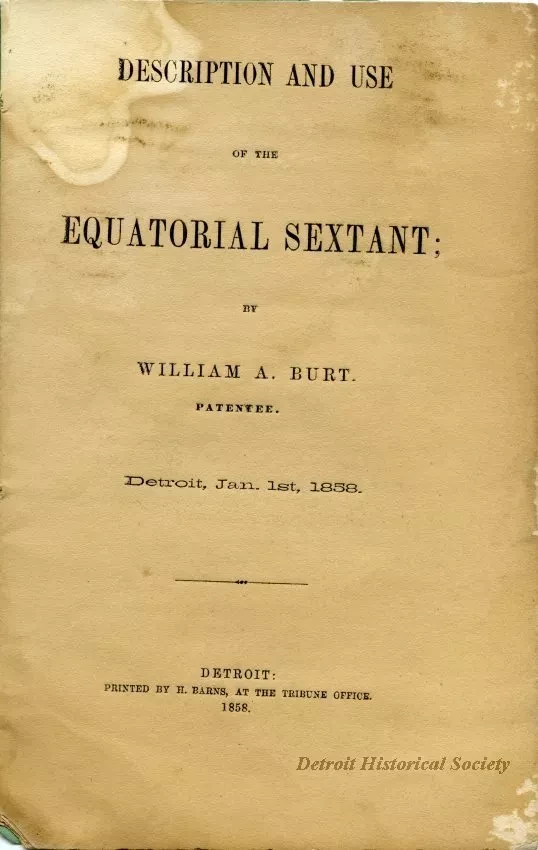 DESCRIPTION AND USE
OF THE
EQUATORIAL SEXTANT;
BY
WILLIAM A. BURT.
PATENTEE.
Detroit, Jan. 1st, 1858.
DETROIT:
PRINTED BY H. BARNS, AT THE TRIBUNE OFFICE.
1858.
Detroit Historical Society